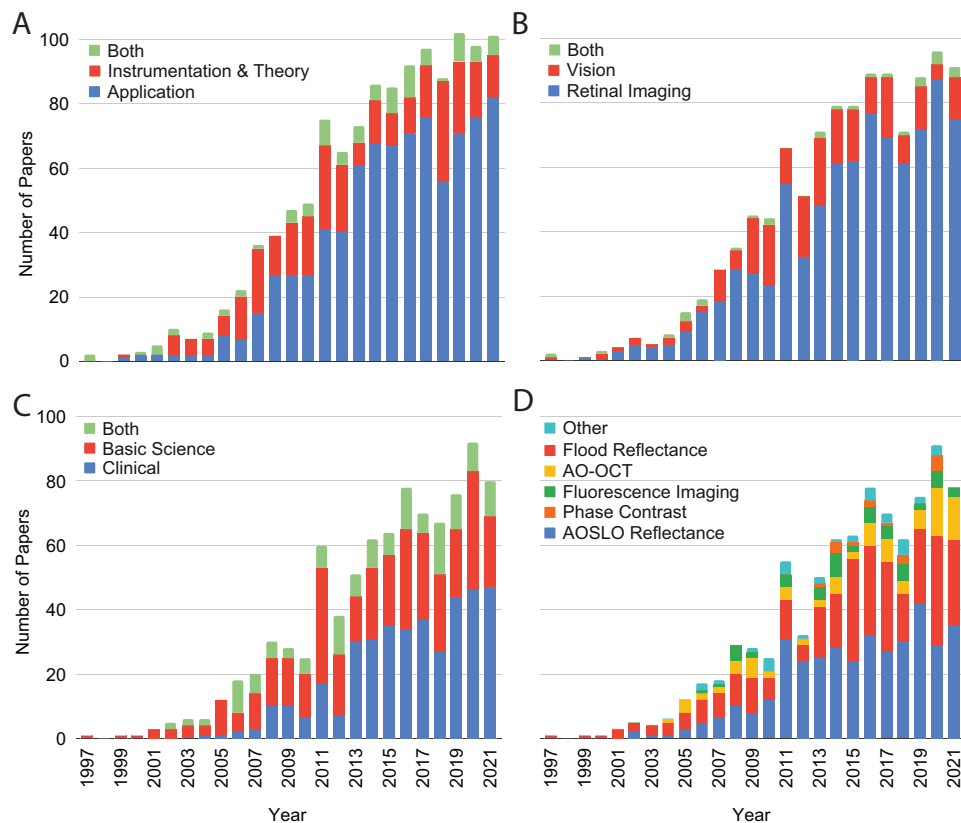 A
Both
Instrumentation & Theory
Application
Number of Papers
100
80
60
40
20
0
B
Both
Vision
Retinal Imaging
C
Both
Basic Science
Clinical
Number of Papers
100
80
60
40
20
0
1997
1999
2001
2003
2005
2007
2009
2011
2013
2015
2017
2019
2021
Year
D
Other
Flood Reflectance
AO-OCT
Fluorescence Imaging
Phase Contrast
AOSLO Reflectance
1997
1999
2001
2003
2005
2007
2009
2011
2013
2015
2017
2019
2021
Year